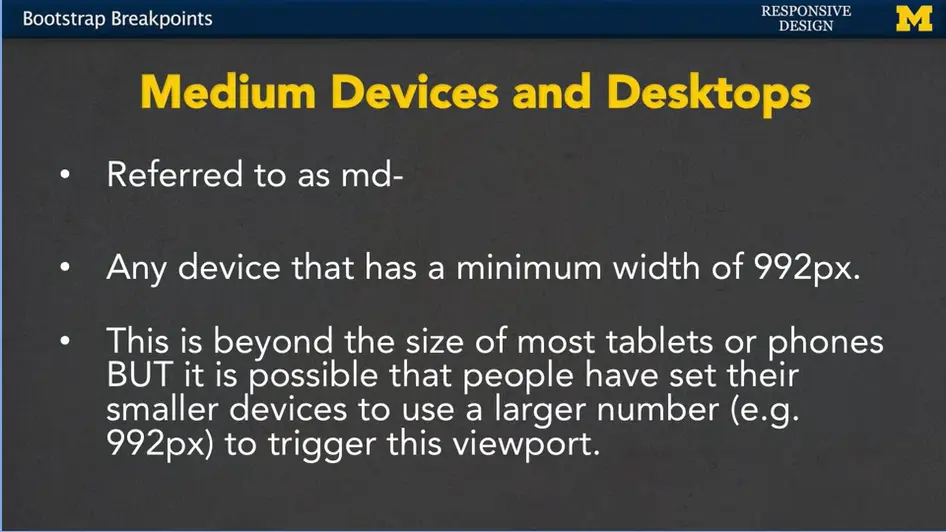 Bootstrap Breakpoints
RESPONSIVE
DESIGN
M
Medium Devices and Desktops
• Referred to as md-
• Any device that has a minimum width of 992px.
• This is beyond the size of most tablets or phones
BUT it is possible that people have set their
smaller devices to use a larger number (e.g.
992px) to trigger this viewport.